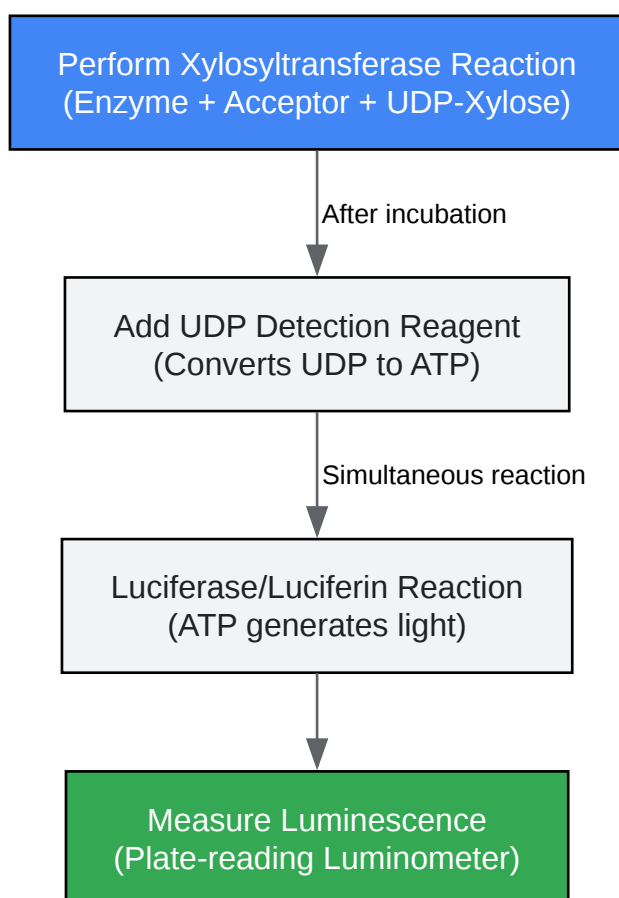 Perform Xylosyltransferase Reaction
(Enzyme + Acceptor + UDP-Xylose)
After incubation
Add UDP Detection Reagent
(Converts UDP to ATP)
Simultaneous reaction
Luciferase/Luciferin Reaction
(ATP generates light)
Measure Luminescence
(Plate-reading Luminometer)